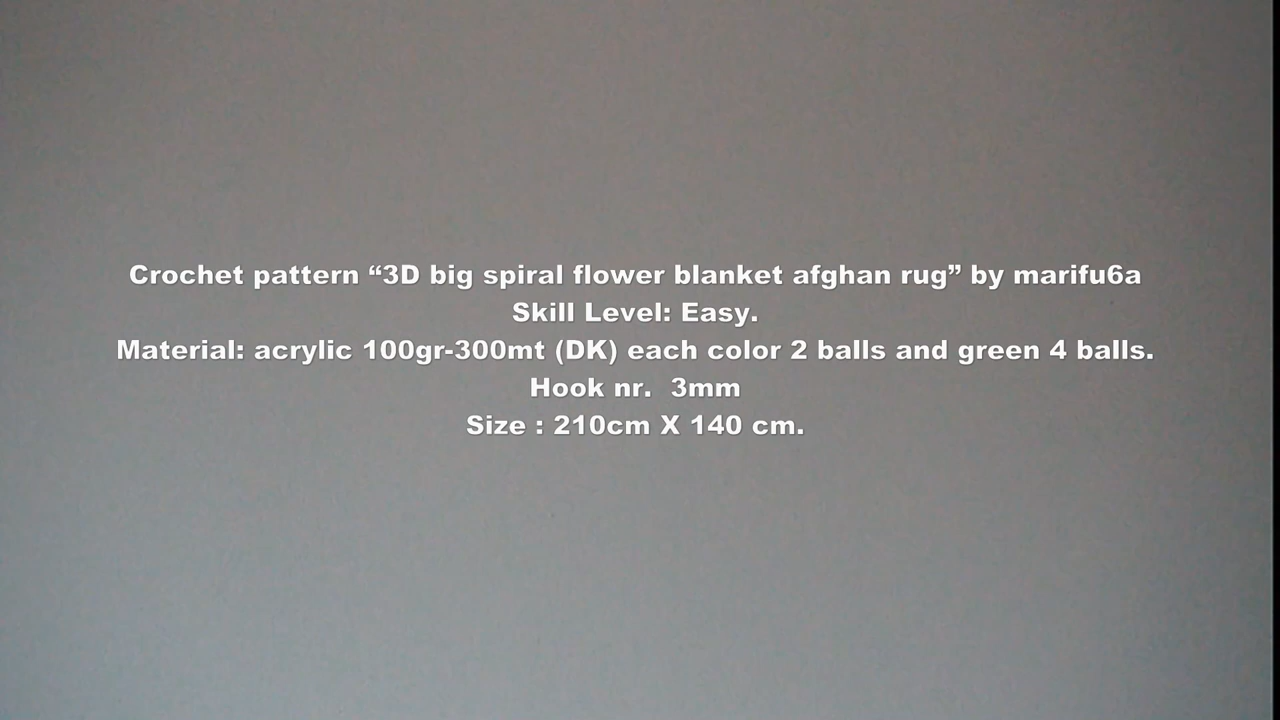 Crochet pattern “3D big spiral flower blanket afghan rug” by marifu6a
Skill Level: Easy.
Material: acrylic 100gr-300mt (DK) each color 2 balls and green 4 balls.
Hook nr.  3mm
Size : 210cm X 140 cm.